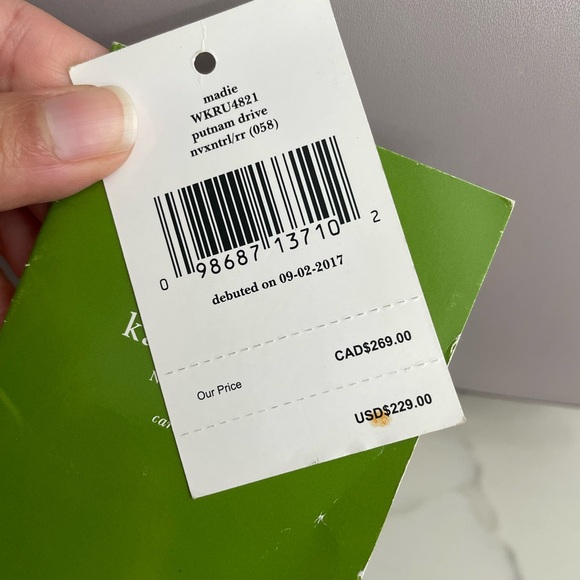 madie
WKRU4821
putnam drive
nvxntrl/rr (058)
0 98687 13710 2
debuted on 09-02-2017
CAD$269.00
Our Price
USD$229.00